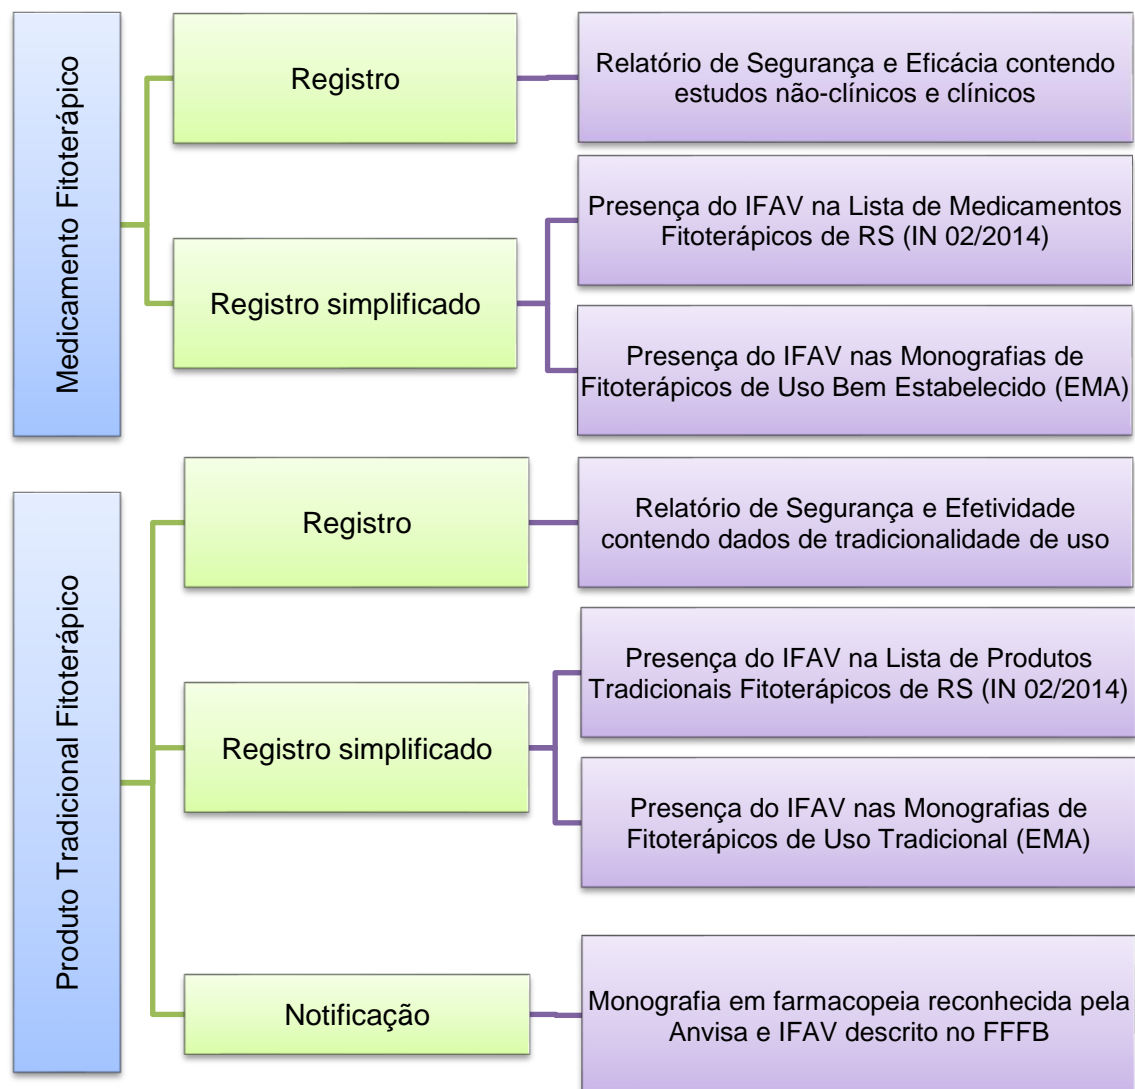 Medicamento Fitoterápico
Registro
Relatório de Segurança e Eficácia contendo
estudos não-clínicos e clínicos
Registro simplificado
Presença do IFAV na Lista de Medicamentos
Fitoterápicos de RS (IN 02/2014)
Presença do IFAV nas Monografias de
Fitoterápicos de Uso Bem Estabelecido (EMA)
Produto Tradicional Fitoterápico
Registro
Relatório de Segurança e Efetividade
contendo dados de tradicionalidade de uso
Registro simplificado
Presença do IFAV na Lista de Produtos
Tradicionais Fitoterápicos de RS (IN 02/2014)
Presença do IFAV nas Monografias de
Fitoterápicos de Uso Tradicional (EMA)
Notificação
Monografia em farmacopeia reconhecida pela
Anvisa e IFAV descrito no FFFB